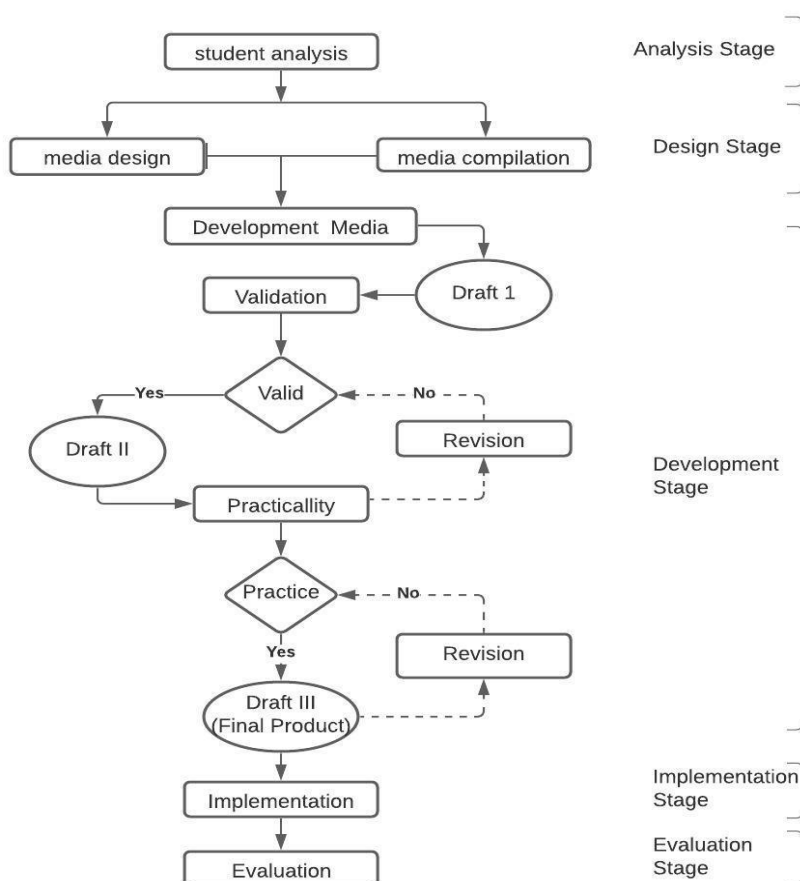 student analysis
Analysis Stage
media design
media compilation
Design Stage
Development Media
Draft 1
Validation
Valid
Yes
No
Draft II
Revision
Development
Stage
Practicallity
Practice
No
Yes
Revision
Draft III
(Final Product)
Implementation
Implementation
Stage
Evaluation
Evaluation
Stage